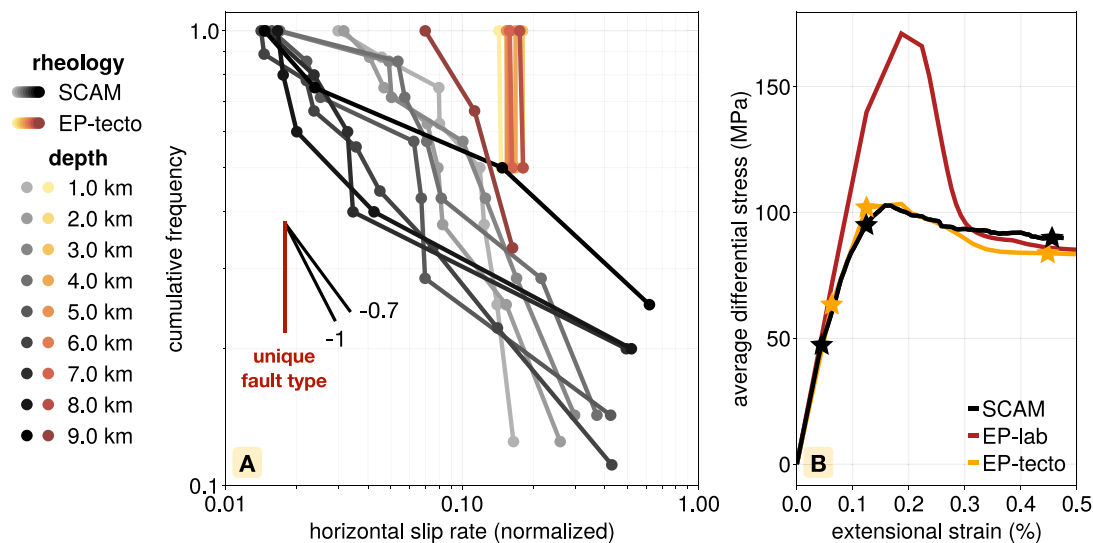 rheology
SCAM
EP-tecto
depth
1.0 km
2.0 km
3.0 km
4.0 km
5.0 km
6.0 km
7.0 km
8.0 km
9.0 km
cumulative frequency
1.0
0.1
-0.7
-1
unique
fault type
A
0.01
0.10
1.00
horizontal slip rate (normalized)
average differential stress (MPa)
150
100
50
0
SCAM
EP-lab
EP-tecto
B
0.0
0.1
0.2
0.3
0.4
0.5
extensional strain (%)